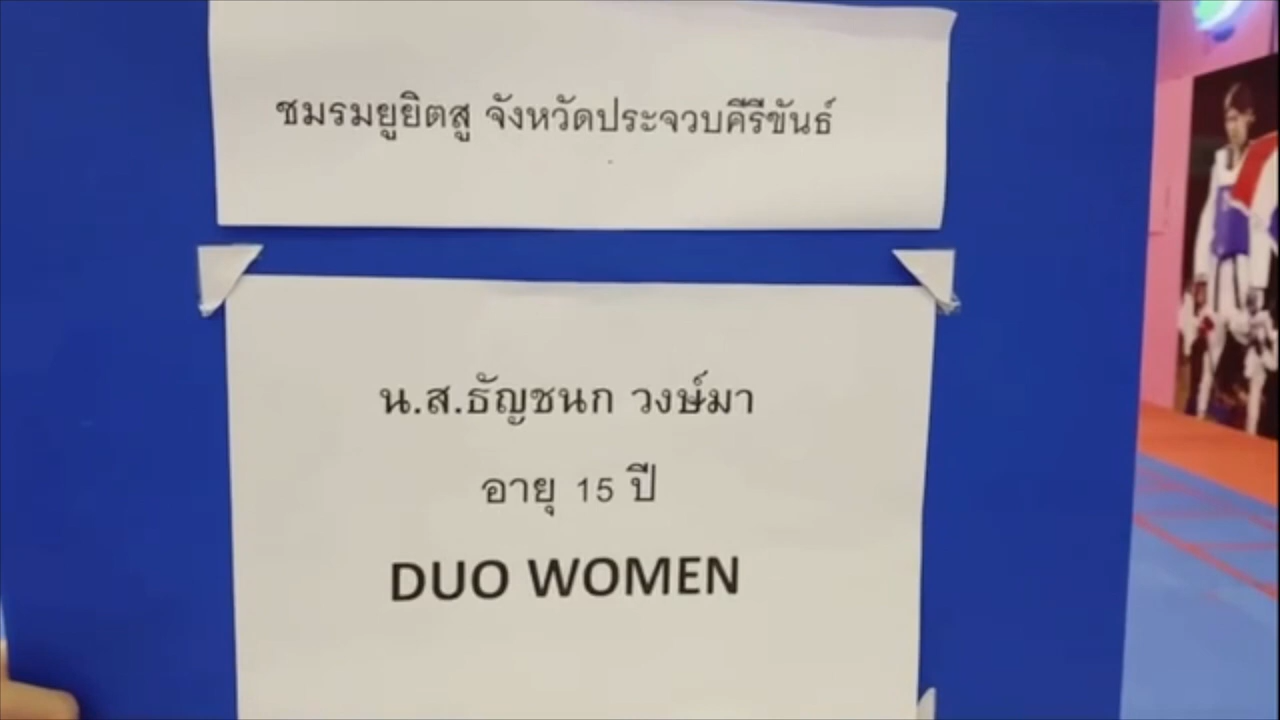 ชมรมยูยิตสู จังหวัดประจวบคีรีขันธ์
น.ส.ธัญชนก วงษ์มา
อายุ 15 ปี
DUO WOMEN